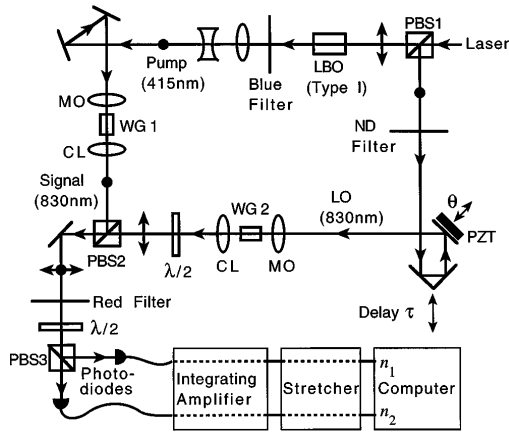 PBS1
Laser
Pump
(415nm)
Blue
Filter
LBO
(Type I)
MO
WG 1
ND
Filter
CL
Signal
(830nm)
LO
(830nm)
θ
PZT
WG 2
PBS2
λ/2
CL
MO
Delay τ
Red Filter
λ/2
PBS3
Photo-
diodes
Integrating
Amplifier
Stretcher
n1
Computer
n2